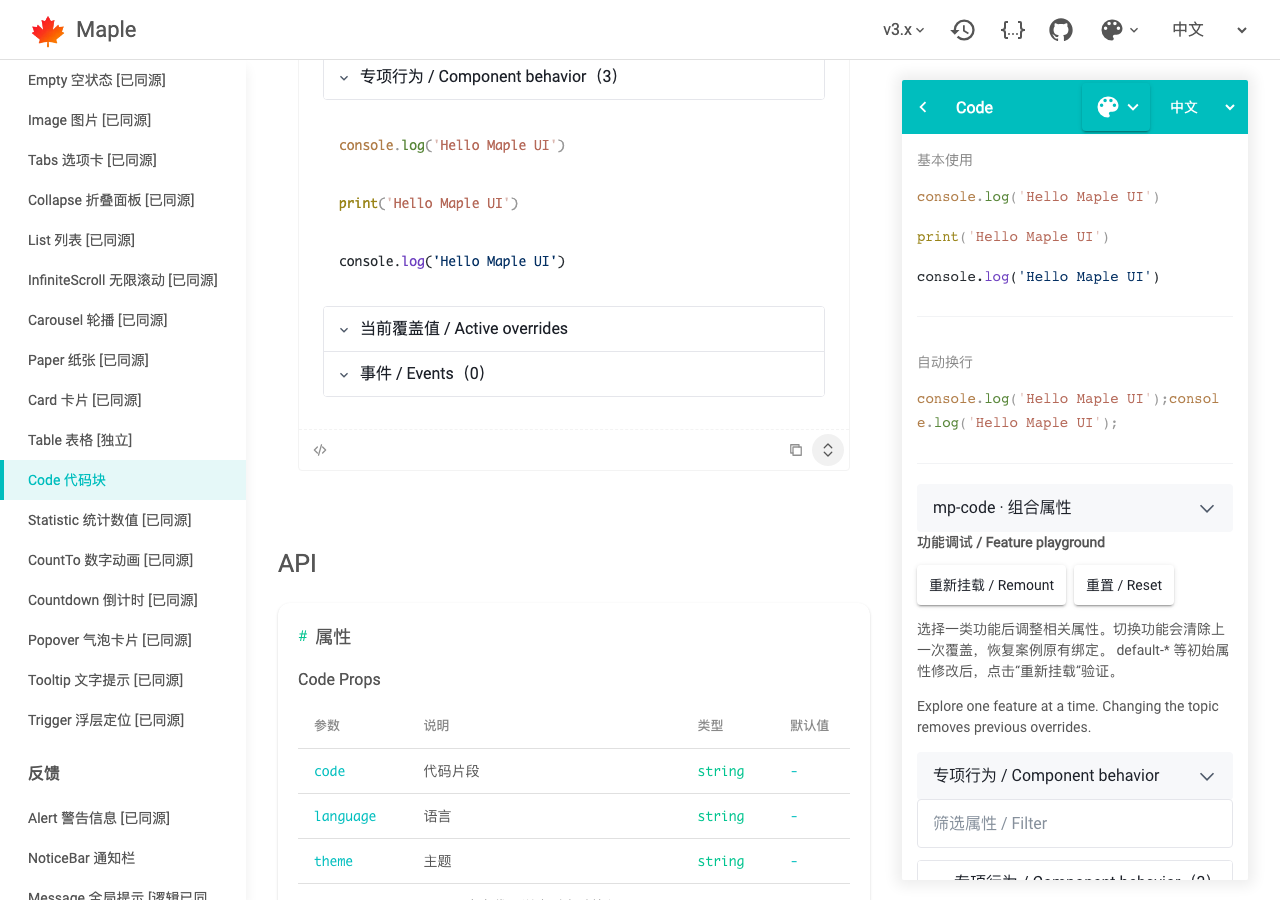 Maple
v3.x
{..}
中文
Empty 空状态 [已同源]
Image 图片 [已同源]
Tabs 选项卡 [已同源]
Collapse 折叠面板 [已同源]
List 列表 [已同源]
InfiniteScroll 无限滚动 [已同源]
Carousel 轮播 [已同源]
Paper 纸张 [已同源]
Card 卡片 [已同源]
Table 表格 [独立]
Code 代码块
Statistic 统计数值 [已同源]
CountTo 数字动画 [已同源]
Countdown 倒计时 [已同源]
Popover 气泡卡片 [已同源]
Tooltip 文字提示 [已同源]
Trigger 浮层定位 [已同源]
反馈
Alert 警告信息 [已同源]
NoticeBar 通知栏
Message 全局提示 [逻辑已同
专项行为 / Component behavior（3）
console.log('Hello Maple UI')
print('Hello Maple UI')
console.log('Hello Maple UI')
当前覆盖值 / Active overrides
事件 / Events（0）
API
# 属性
Code Props
参数 说明 类型 默认值
code 代码片段 string -
language 语言 string -
theme 主题 string -
Code
中文
基本使用
console.log('Hello Maple UI')
print('Hello Maple UI')
console.log('Hello Maple UI')
自动换行
console.log('Hello Maple UI');consol
e.log('Hello Maple UI');
mp-code · 组合属性
功能调试 / Feature playground
重新挂载 / Remount
重置 / Reset
选择一类功能后调整相关属性。切换功能会清除上
一次覆盖，恢复案例原有绑定。 default-* 等初始属
性修改后，点击“重新挂载”验证。
Explore one feature at a time. Changing the topic
removes previous overrides.
专项行为 / Component behavior
筛选属性 / Filter
专项行为 / Component behavior（3）